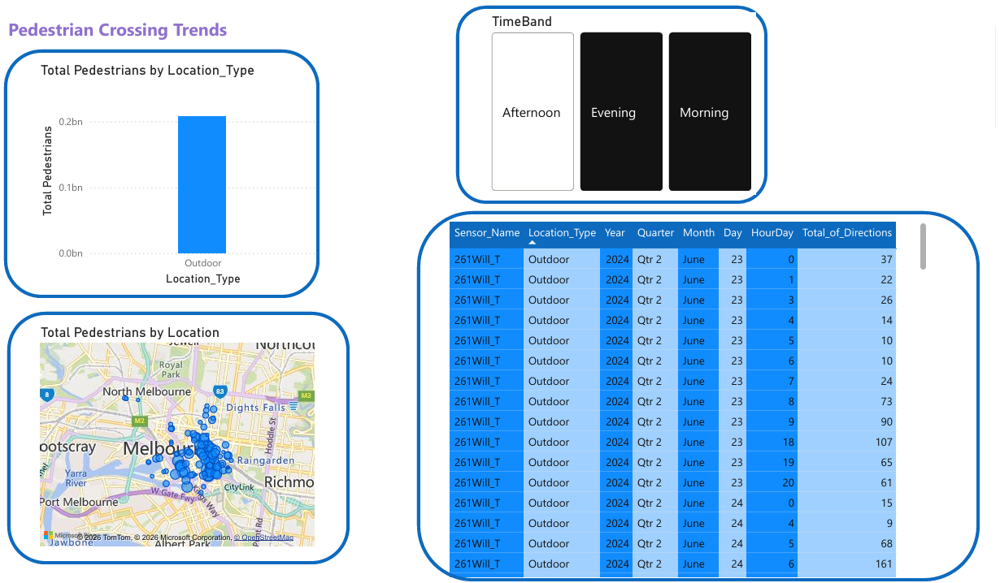 Pedestrian Crossing Trends
Total Pedestrians by Location_Type
Total Pedestrians
0.2bn
0.1bn
0.0bn
Outdoor
Location_Type
TimeBand
Afternoon
Evening
Morning
Total Pedestrians by Location
Royal
Park
North Melbourne
83
8
M3
Dights Falls
M2
Hoddle St
ootscray
Melbour
Raingarden
Yarra
River
CityLink
Richmo
Port Melbourne
W Gate Fwy
Kings Way
Jawbone
Albert Park
© 2026 TomTom, © 2026 Microsoft Corporation, © OpenStreetMap
Sensor_Name Location_Type Year Quarter Month Day HourDay Total_of_Directions
261Will_T Outdoor 2024 Qtr 2 June 23 0 37
261Will_T Outdoor 2024 Qtr 2 June 23 1 22
261Will_T Outdoor 2024 Qtr 2 June 23 3 26
261Will_T Outdoor 2024 Qtr 2 June 23 4 14
261Will_T Outdoor 2024 Qtr 2 June 23 5 10
261Will_T Outdoor 2024 Qtr 2 June 23 6 10
261Will_T Outdoor 2024 Qtr 2 June 23 7 24
261Will_T Outdoor 2024 Qtr 2 June 23 8 73
261Will_T Outdoor 2024 Qtr 2 June 23 9 90
261Will_T Outdoor 2024 Qtr 2 June 23 18 107
261Will_T Outdoor 2024 Qtr 2 June 23 19 65
261Will_T Outdoor 2024 Qtr 2 June 23 20 61
261Will_T Outdoor 2024 Qtr 2 June 24 0 15
261Will_T Outdoor 2024 Qtr 2 June 24 4 9
261Will_T Outdoor 2024 Qtr 2 June 24 5 68
261Will_T Outdoor 2024 Qtr 2 June 24 6 161